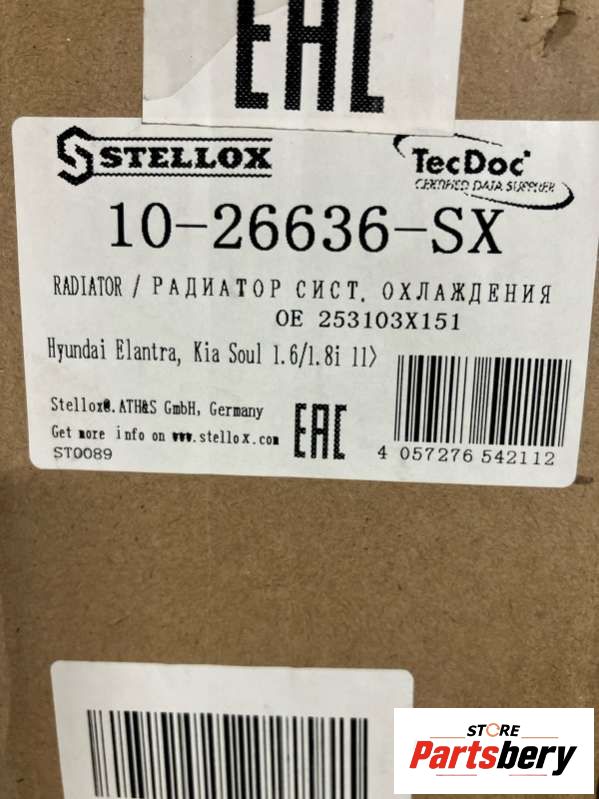 EAC
STELLOX
TecDoc
CERTIFIED DATA SUPPLIER
10-26636-SX
RADIATOR / РАДИАТОР СИСТ. ОХЛАЖДЕНИЯ
OE 253103X151
Hyundai Elantra, Kia Soul 1.6/1.8i 11>
Stellox®. ATH&S GmbH, Germany
Get more info on www.stellox.com
ST0089
EAC
4 057276 542112
STORE
Partsbery